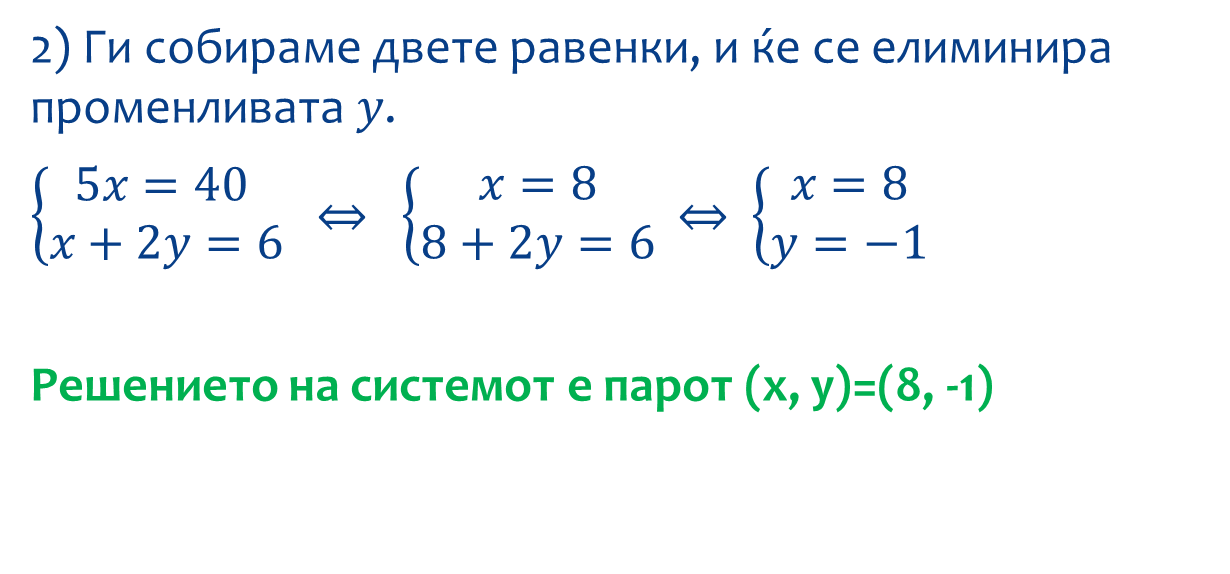 2) Ги собираме двете равенки, и ќе се елиминира
променливата y.
{5x = 40 ⇔ {x = 8 ⇔ {x = 8
{x + 2y = 6 {8 + 2y = 6 {y = −1
Решението на системот е парот (x, y)=(8, -1)